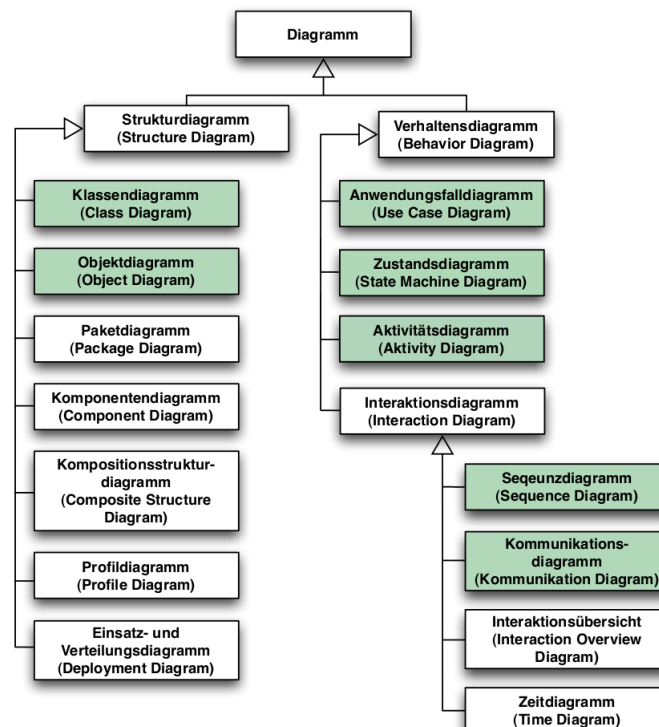 Diagramm
Strukturdiagramm
(Structure Diagram)
Verhaltensdiagramm
(Behavior Diagram)
Klassendiagramm
(Class Diagram)
Objektdiagramm
(Object Diagram)
Paketdiagramm
(Package Diagram)
Komponentendiagramm
(Component Diagram)
Kompositionsstruktur-
diagramm
(Composite Structure
Diagram)
Profildiagramm
(Profile Diagram)
Einsatz- und
Verteilungsdiagramm
(Deployment Diagram)
Anwendungsfalldiagramm
(Use Case Diagram)
Zustandsdiagramm
(State Machine Diagram)
Aktivitätsdiagramm
(Aktivity Diagram)
Interaktionsdiagramm
(Interaction Diagram)
Seqeunzdiagramm
(Sequence Diagram)
Kommunikations-
diagramm
(Kommunikation Diagram)
Interaktionsübersicht
(Interaction Overview
Diagram)
Zeitdiagramm
(Time Diagram)